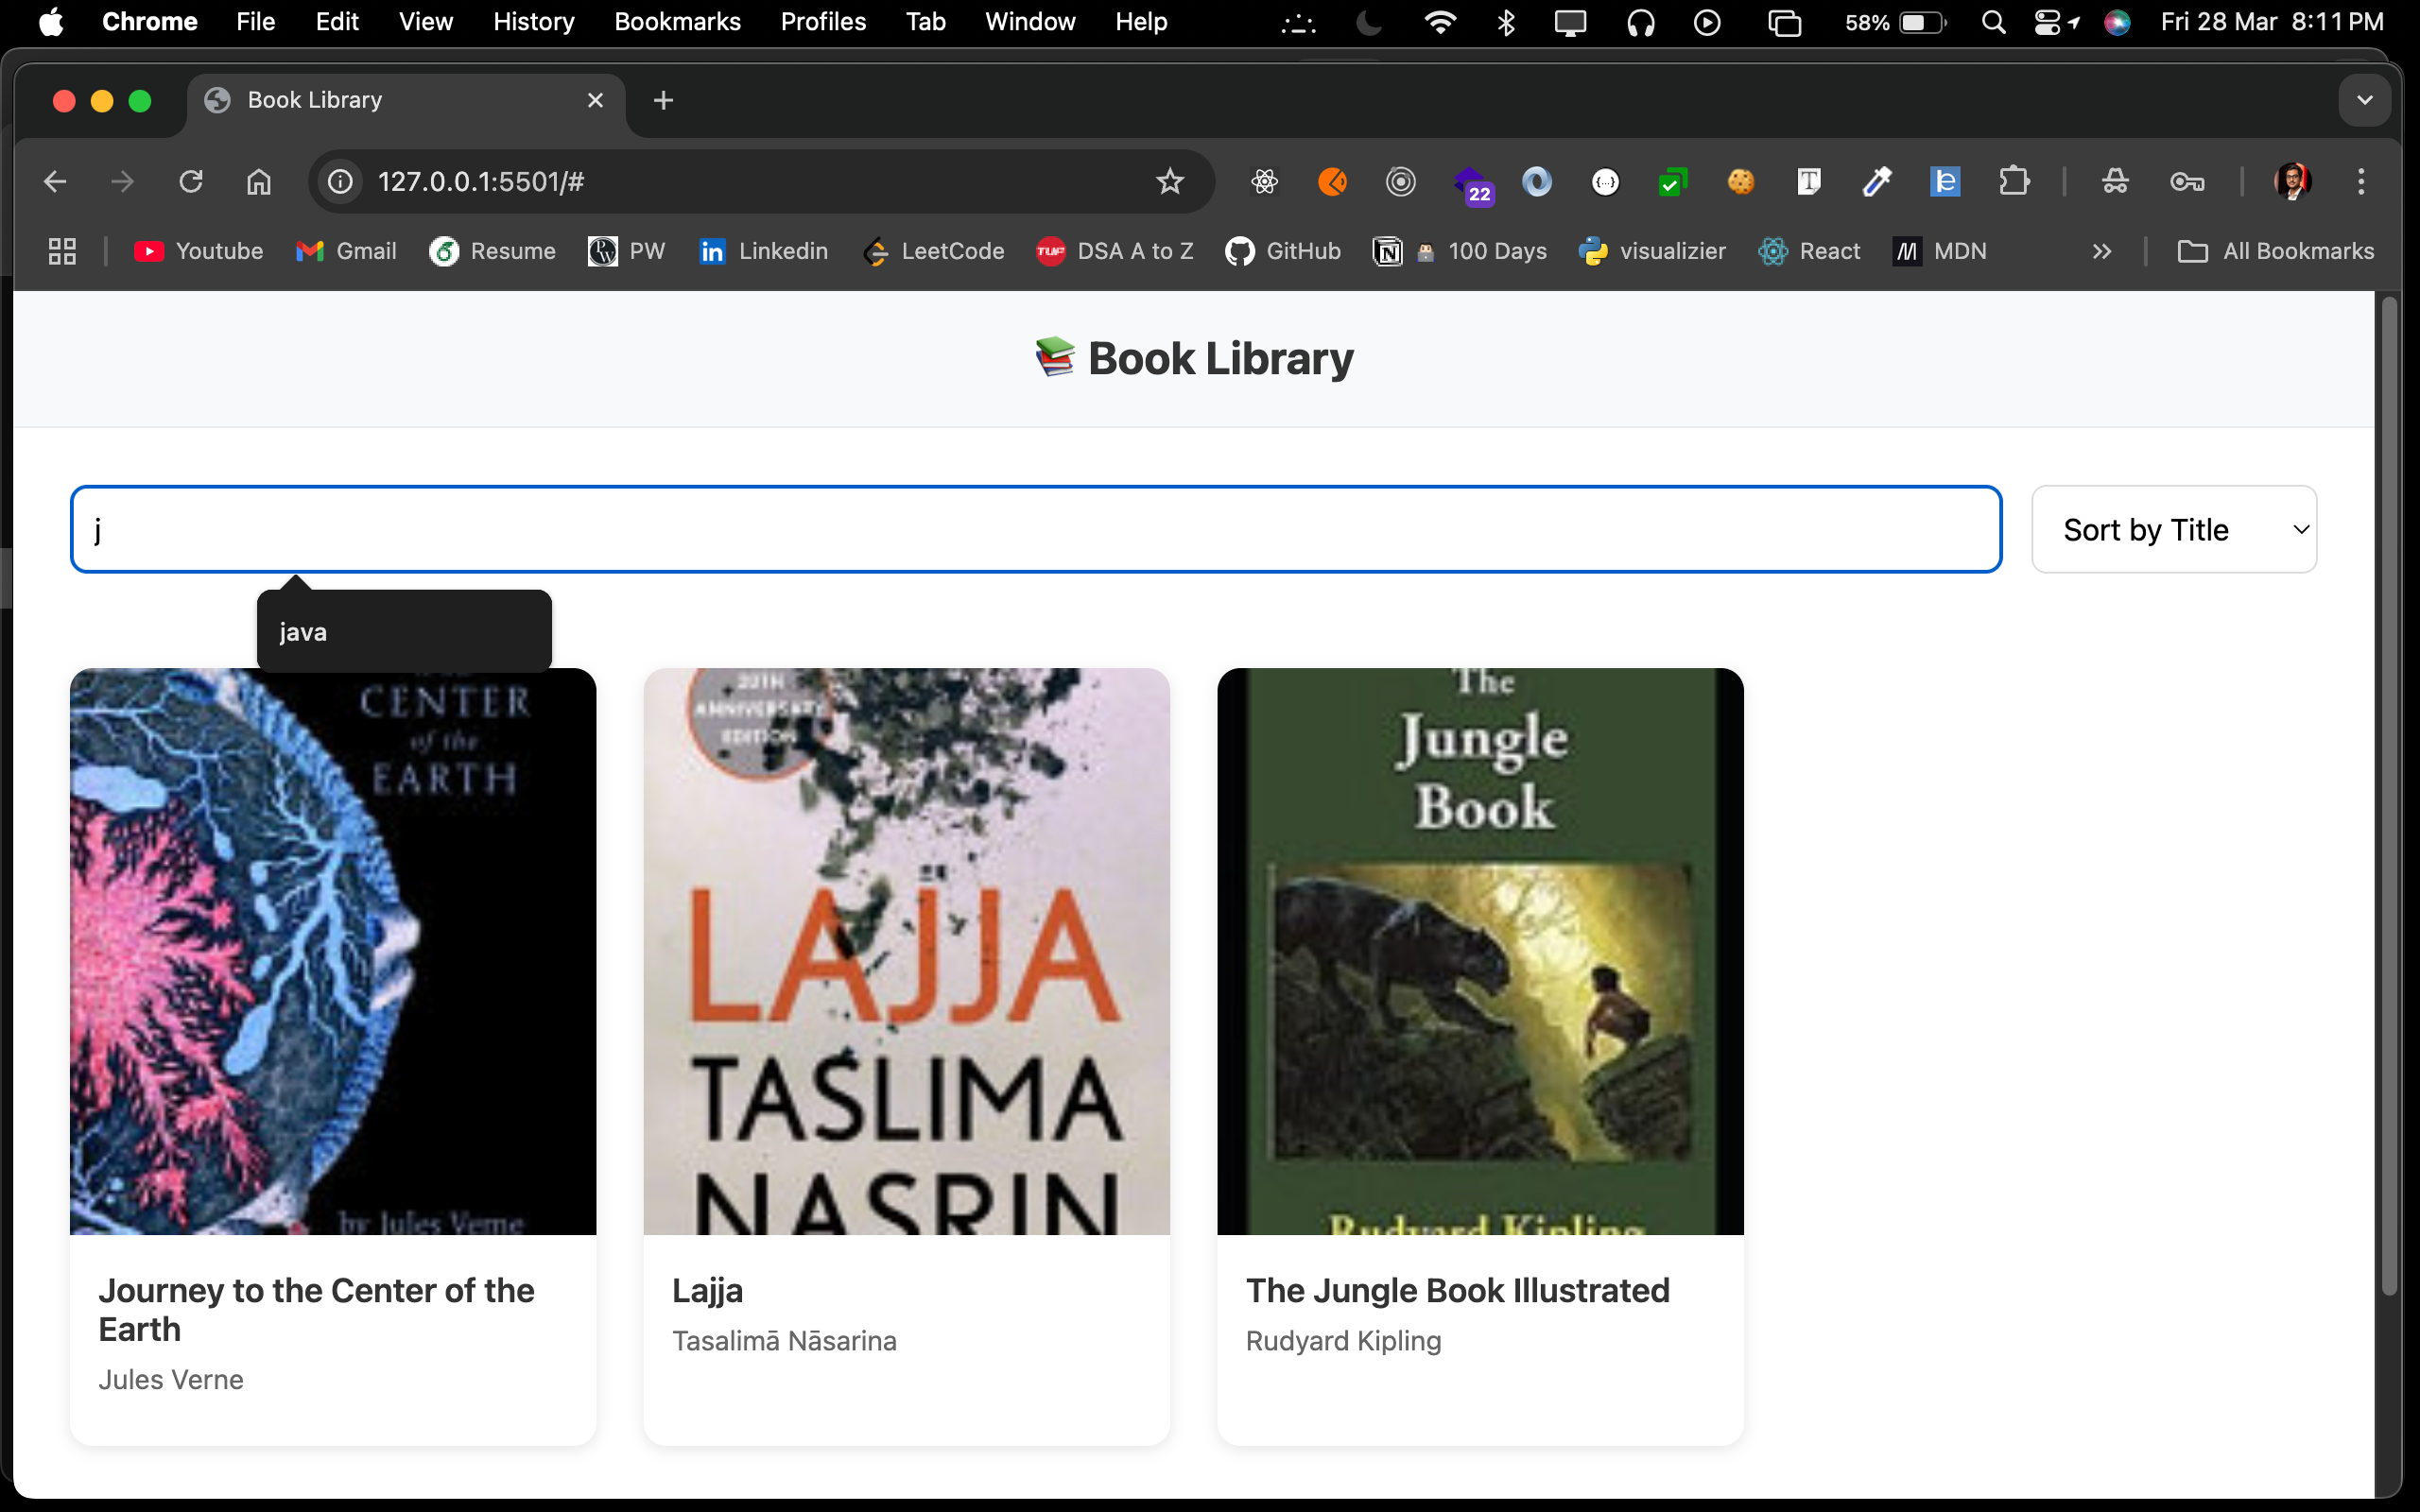 Chrome File Edit View History Bookmarks Profiles Tab Window Help 58% Fri 28 Mar 8:11 PM
Book Library
127.0.0.1:5501/#
22
Youtube Gmail Resume PW Linkedin LeetCode TUF DSA A to Z GitHub 100 Days visualizier React MDN All Bookmarks
Book Library
j
Sort by Title
java
CENTER
of the
EARTH
by Jules Verne
ANNIVERSARY
EDITION
LAJJA
TASLIMA
NASRIN
The
Jungle
Book
Rudyard Kipling
Journey to the Center of the
Earth
Jules Verne
Lajja
Tasalimā Nāsarina
The Jungle Book Illustrated
Rudyard Kipling